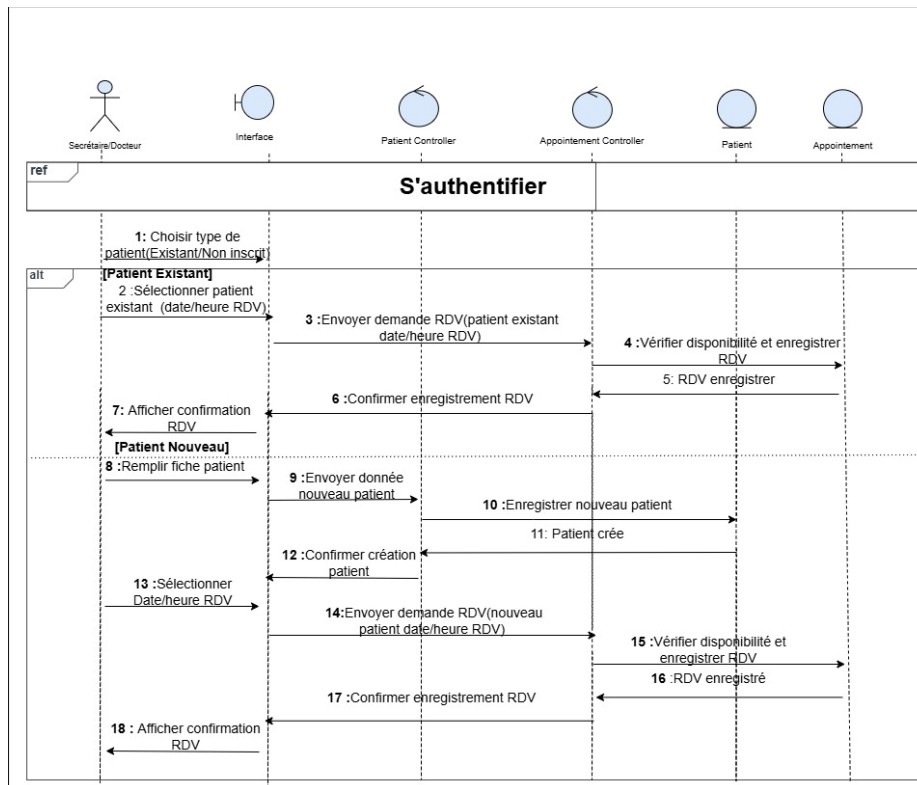 Secrétaire/Docteur
Interface
Patient Controller
Appointement Controller
Patient
Appointement
ref
S'authentifier
1: Choisir type de
patient(Existant/Non inscrit)
alt
[Patient Existant]
2 :Sélectionner patient
existant (date/heure RDV)
3 :Envoyer demande RDV(patient existant
date/heure RDV)
4 :Vérifier disponibilité et enregistrer
RDV
5: RDV enregistrer
6 :Confirmer enregistrement RDV
7: Afficher confirmation
RDV
[Patient Nouveau]
8 :Remplir fiche patient
9 :Envoyer donnée
nouveau patient
10 :Enregistrer nouveau patient
11: Patient crée
12 :Confirmer création
patient
13 :Sélectionner
Date/heure RDV
14:Envoyer demande RDV(nouveau
patient date/heure RDV)
15 :Vérifier disponibilité et
enregistrer RDV
16 :RDV enregistré
17 :Confirmer enregistrement RDV
18 : Afficher confirmation
RDV